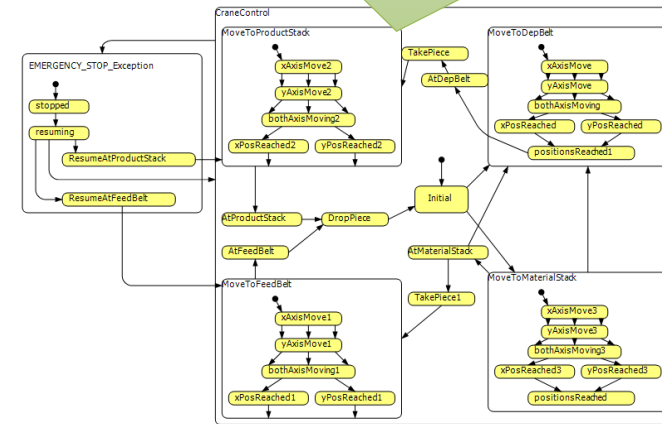 CraneControl
MoveToProductStack
xAxisMove2
yAxisMove2
bothAxisMoving2
xPosReached2
yPosReached2
TakePiece
AtDepBelt
MoveToDepBelt
xAxisMove
yAxisMove
bothAxisMoving
xPosReached
yPosReached
positionsReached1
EMERGENCY_STOP_Exception
stopped
resuming
ResumeAtProductStack
ResumeAtFeedBelt
Initial
AtProductStack
DropPiece
AtFeedBelt
AtMaterialStack
TakePiece1
MoveToFeedBelt
xAxisMove1
yAxisMove1
bothAxisMoving1
xPosReached1
yPosReached1
MoveToMaterialStack
xAxisMove3
yAxisMove3
bothAxisMoving3
xPosReached3
yPosReached3
positionsReached